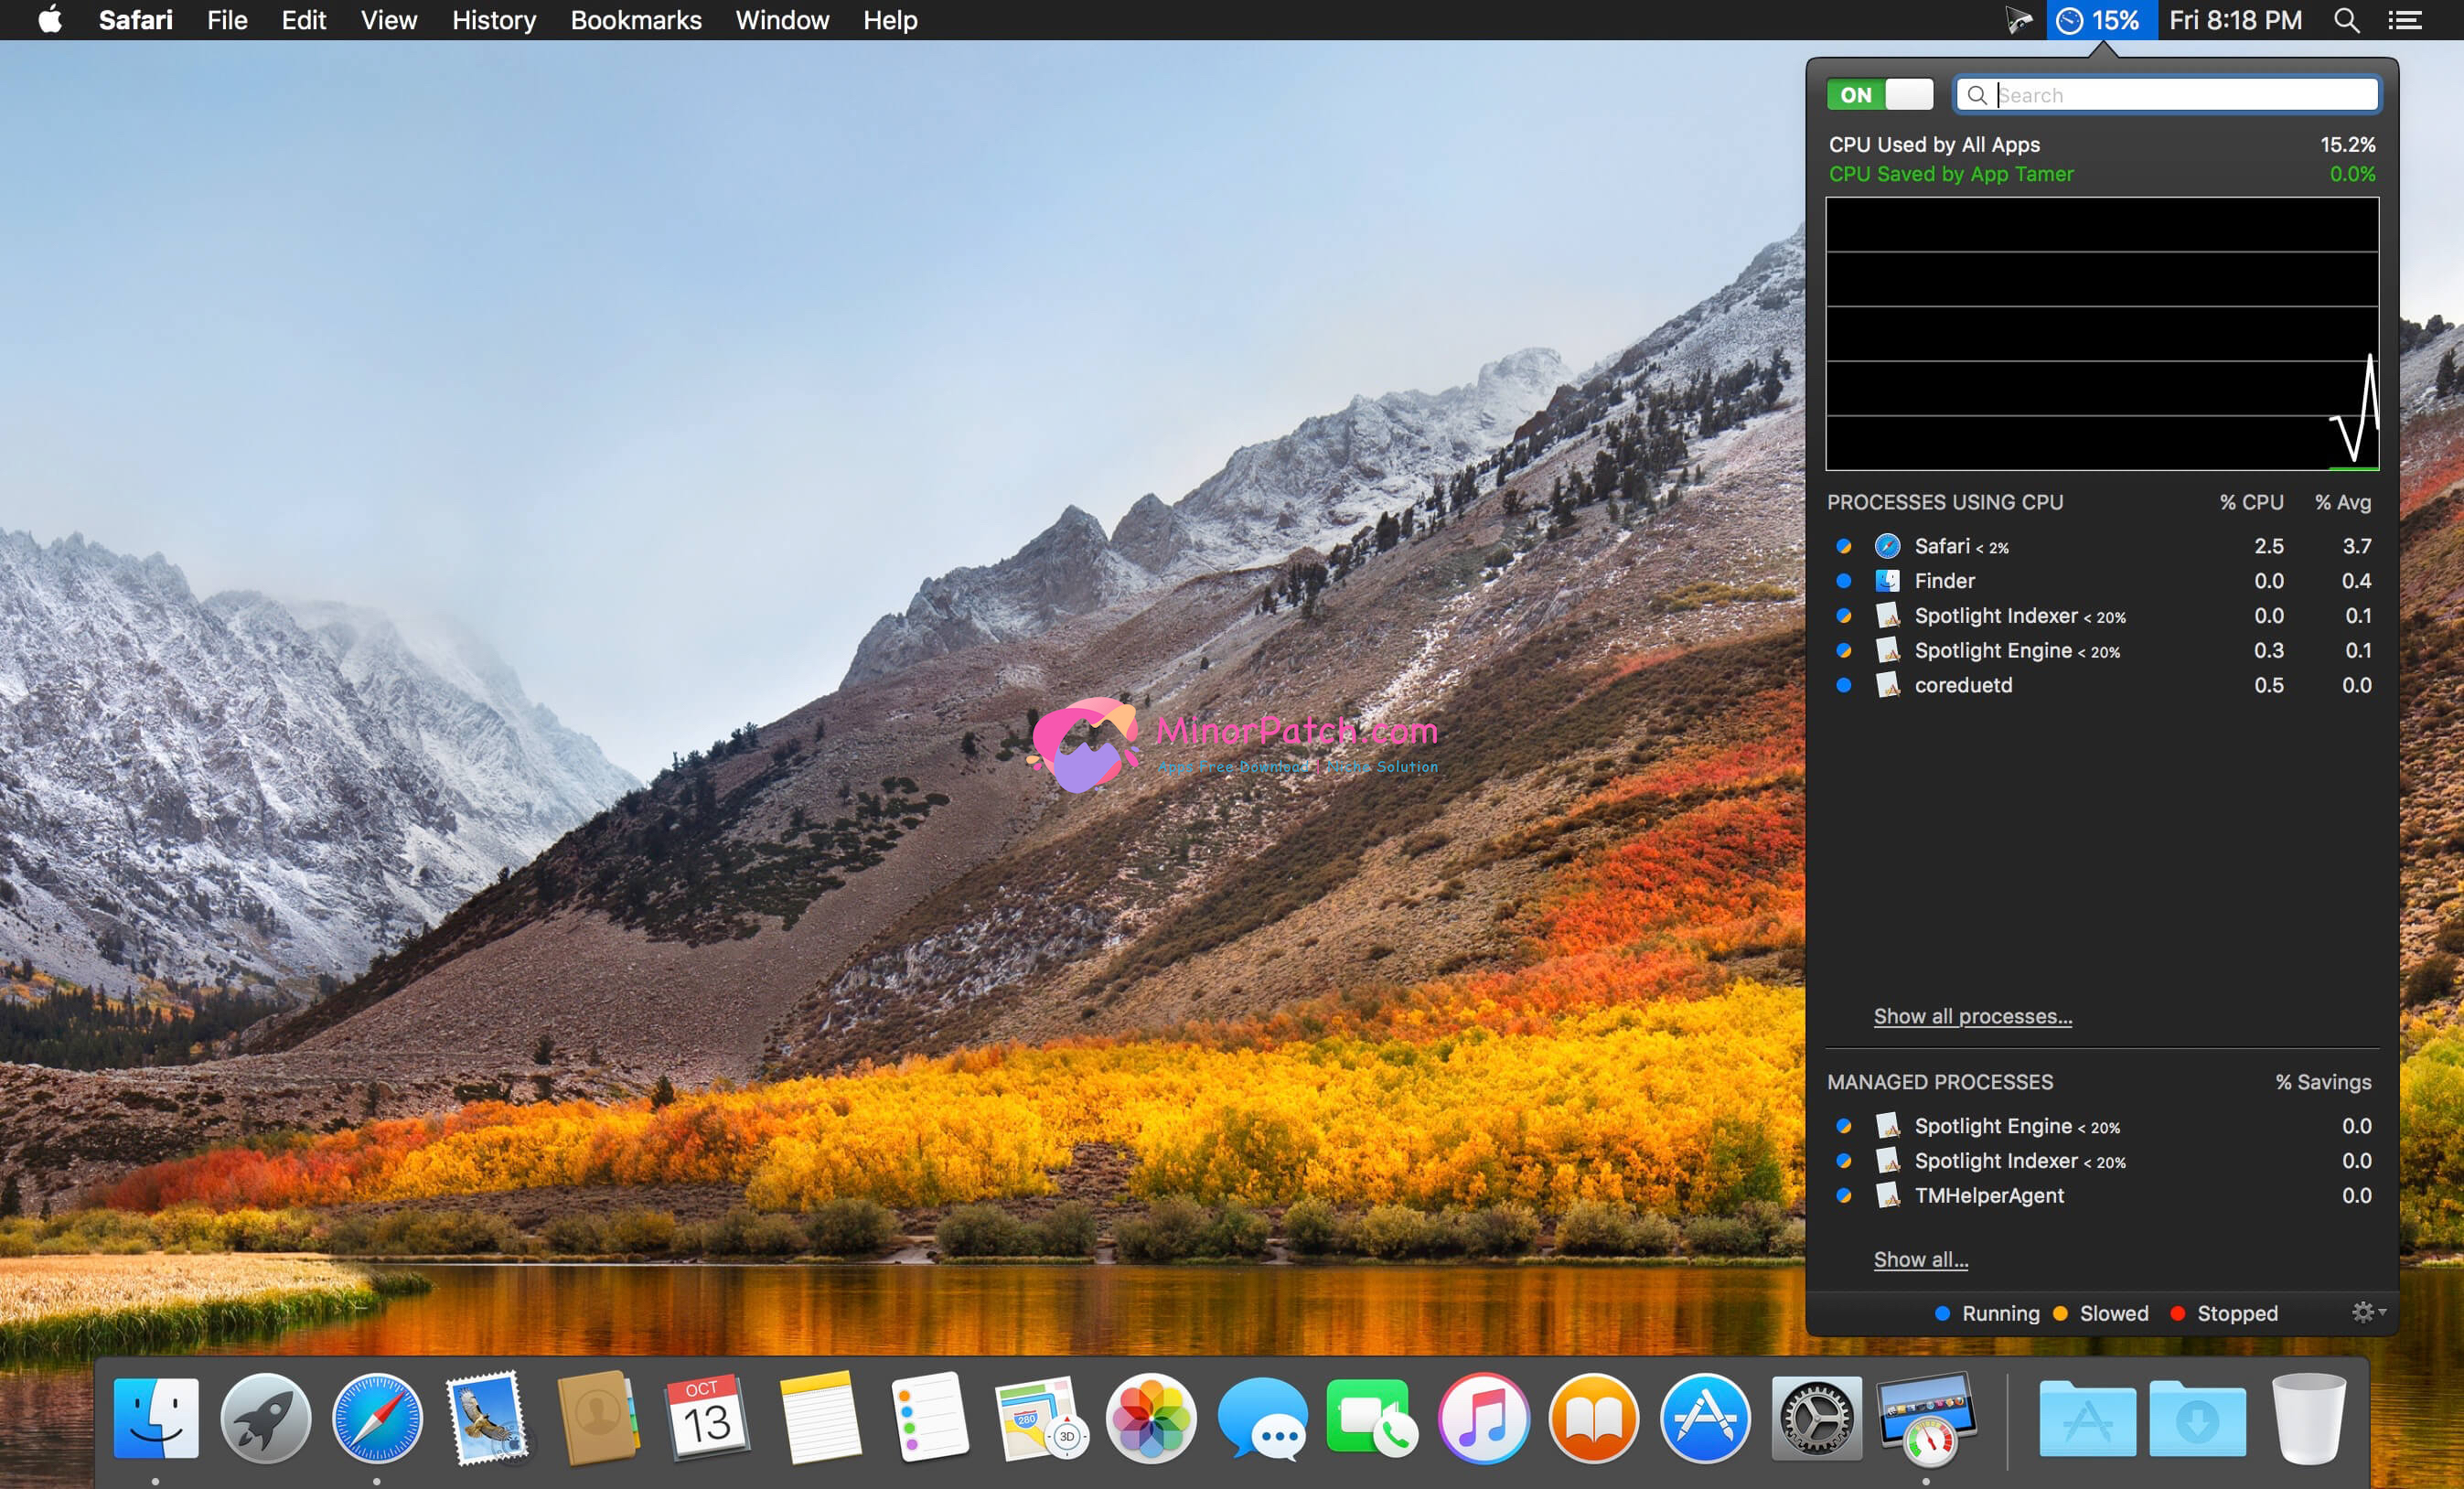 Safari File Edit View History Bookmarks Window Help 15% Fri 8:18 PM
ON Search
CPU Used by All Apps 15.2%
CPU Saved by App Tamer 0.0%
PROCESSES USING CPU % CPU % Avg
Safari < 2% 2.5 3.7
Finder 0.0 0.4
Spotlight Indexer < 20% 0.0 0.1
Spotlight Engine < 20% 0.3 0.1
coreduetd 0.5 0.0
MinorPatch.com
Apps Free Download | Nisha Solution
Show all processes...
MANAGED PROCESSES % Savings
Spotlight Engine < 20% 0.0
Spotlight Indexer < 20% 0.0
TMHelperAgent 0.0
Show all...
Running Slowed Stopped
OCT
13
280
3D